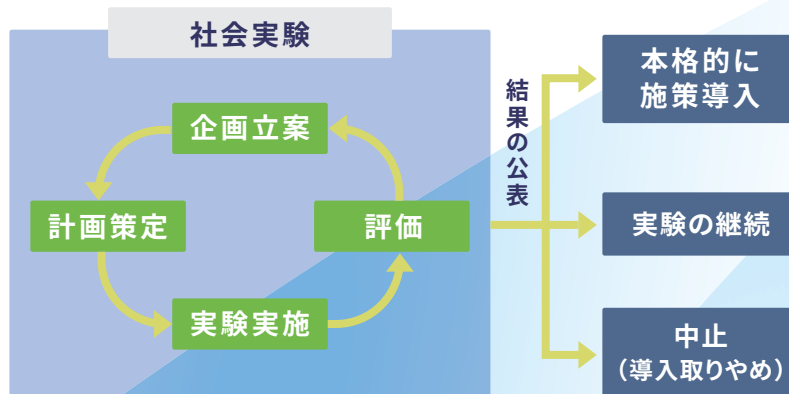 社会実験
企画立案
計画策定
評価
実験実施
結果の公表
本格的に
施策導入
実験の継続
中止
（導入取りやめ）